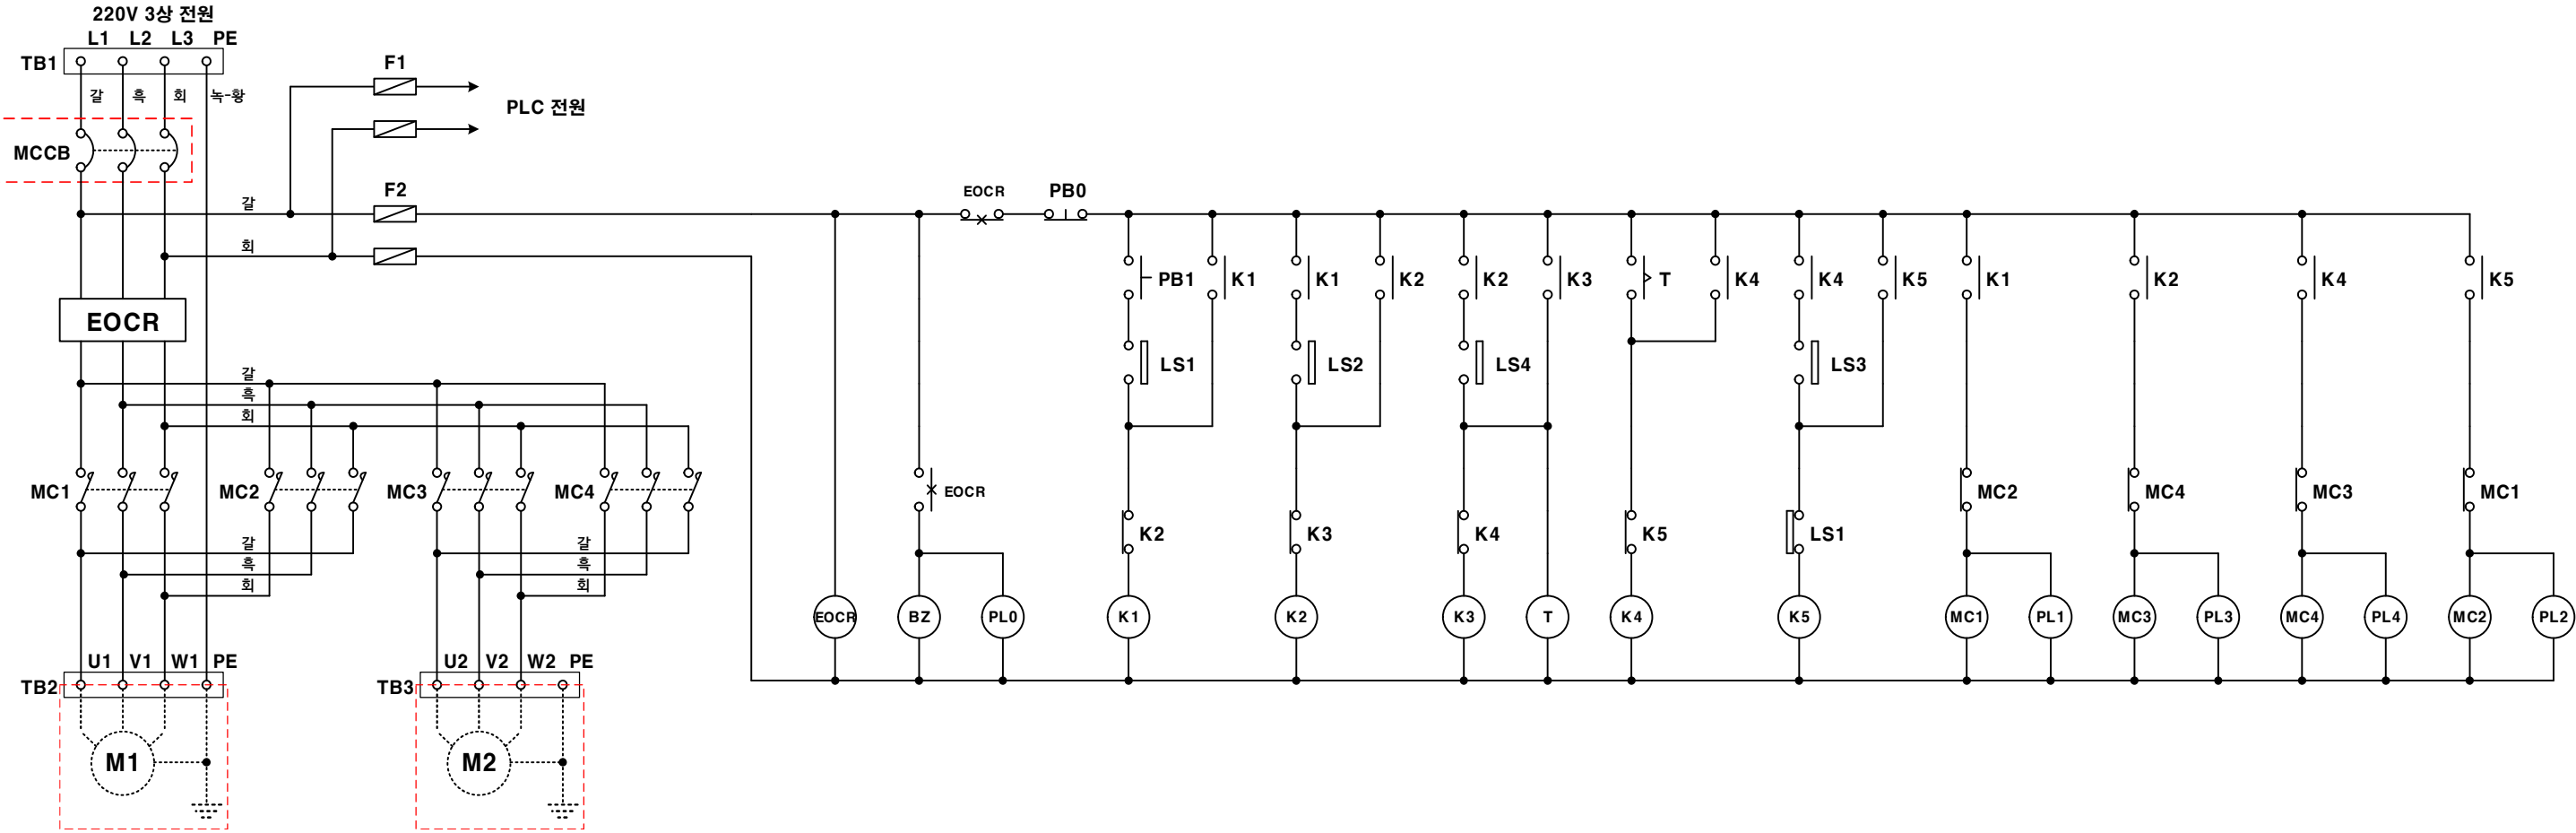 220V 3상 전원
L1 L2 L3 PE
TB1
갈 흑 회 녹-황
MCCB
F1
PLC 전원
F2
갈
회
EOCR
갈
흑
회
MC1 MC2 MC3 MC4
갈
흑
회
갈
흑
회
U1 V1 W1 PE
TB2
U2 V2 W2 PE
TB3
M1
M2
EOCR PB0
PB1 K1 K1 K2 K2 K3 T K4 K4 K5 K1 K2 K4 K5
LS1 LS2 LS4 LS3
EOCR
MC2 MC4 MC3 MC1
K2 K3 K4 K5 LS1
EOCR BZ PL0 K1 K2 K3 T K4 K5 MC1 PL1 MC3 PL3 MC4 PL4 MC2 PL2